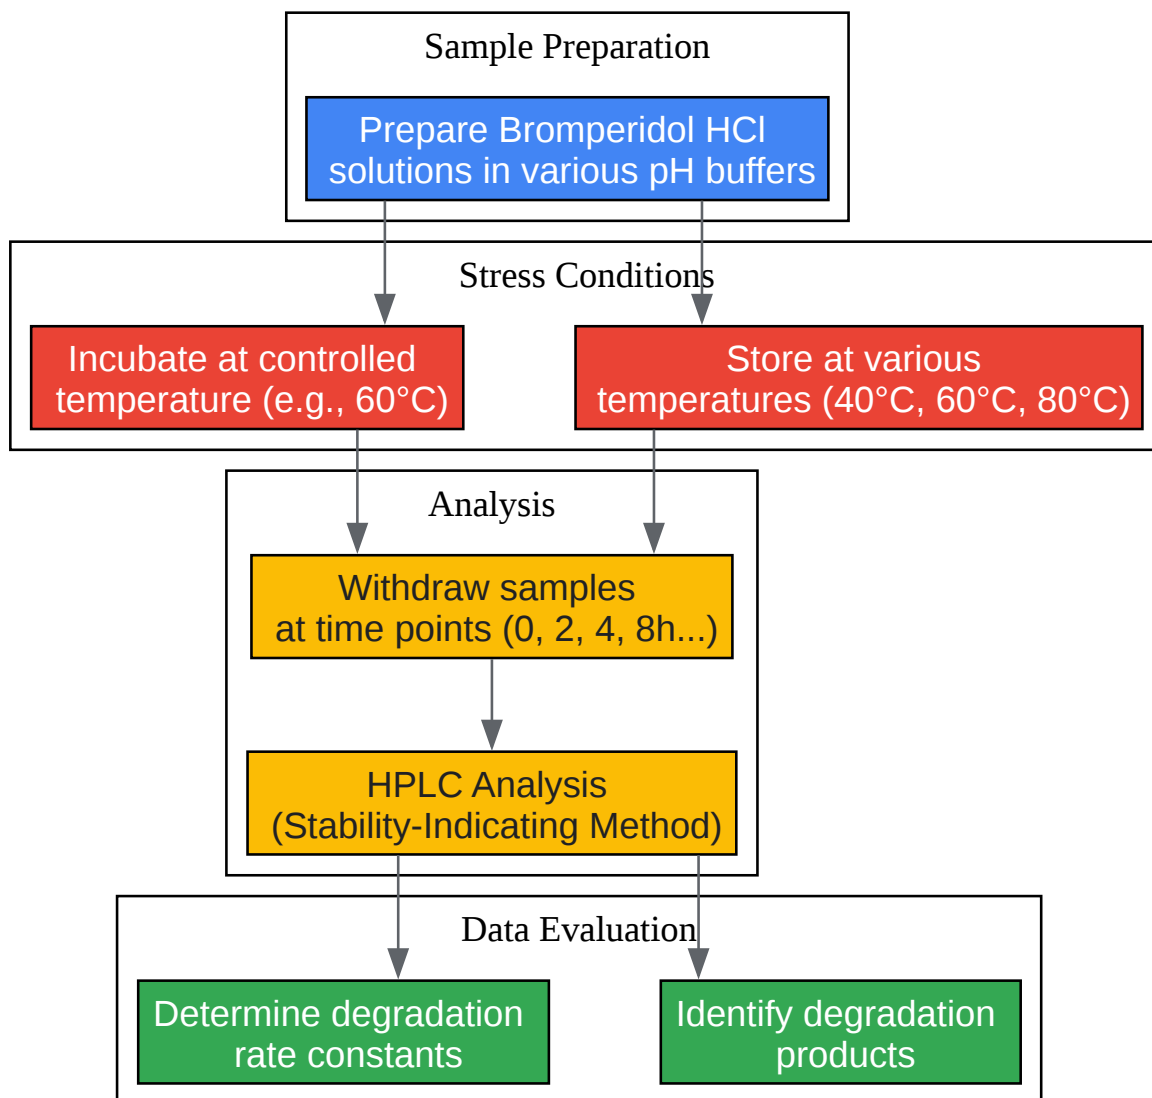 Sample Preparation
Prepare Bromperidol HCl
solutions in various pH buffers
Stress Conditions
Incubate at controlled
temperature (e.g., 60°C)
Store at various
temperatures (40°C, 60°C, 80°C)
Analysis
Withdraw samples
at time points (0, 2, 4, 8h...)
HPLC Analysis
(Stability-Indicating Method)
Data Evaluation
Determine degradation
rate constants
Identify degradation
products